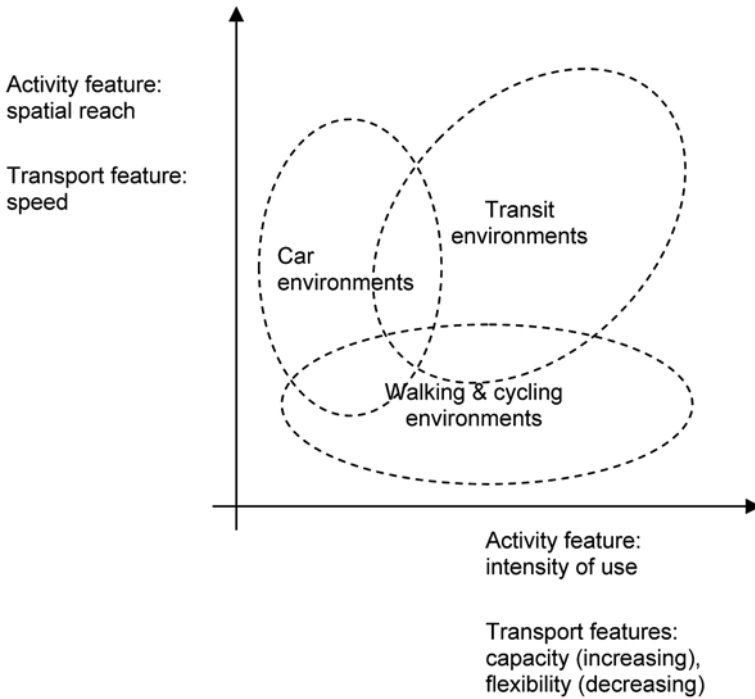 Activity feature:
spatial reach
Transport feature:
speed
Transit
environments
Car
environments
Walking & cycling
environments
Activity feature:
intensity of use
Transport features:
capacity (increasing),
flexibility (decreasing)